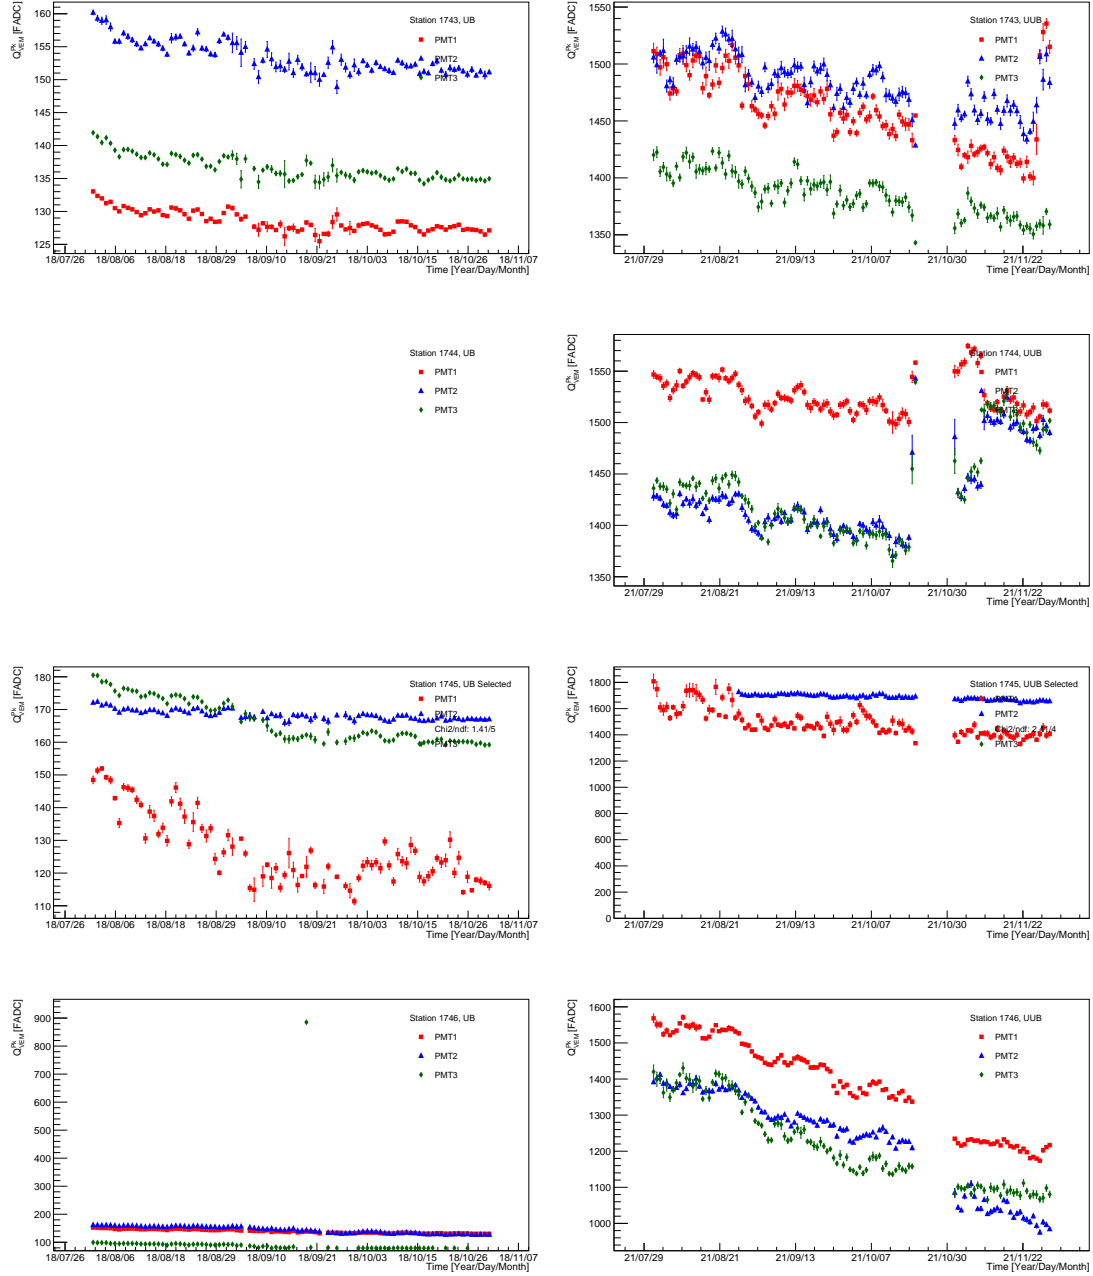 Station 1743, UB
PMT1
PMT2
PMT3
Q^Pk_VEM [FADC]
160
155
150
145
140
135
130
125
18/07/26 18/08/06 18/08/18 18/08/29 18/09/10 18/09/21 18/10/03 18/10/15 18/10/26 18/11/07
Time [Year/Day/Month]
Station 1743, UUB
PMT1
PMT2
PMT3
Q^Pk_VEM [FADC]
1550
1500
1450
1400
1350
21/07/29 21/08/21 21/09/13 21/10/07 21/10/30 21/11/22
Time [Year/Day/Month]
Station 1744, UB
PMT1
PMT2
PMT3
Station 1744, UUB
PMT1
PMT2
PMT3
Q^Pk_VEM [FADC]
1550
1500
1450
1400
1350
21/07/29 21/08/21 21/09/13 21/10/07 21/10/30 21/11/22
Time [Year/Day/Month]
Station 1745, UB Selected
PMT1
PMT2
Chi2/ndf: 1.41/5
PMT3
Q^Pk_VEM [FADC]
180
170
160
150
140
130
120
110
18/07/26 18/08/06 18/08/18 18/08/29 18/09/10 18/09/21 18/10/03 18/10/15 18/10/26 18/11/07
Time [Year/Day/Month]
Station 1745, UUB Selected
PMT1
PMT2
PMT3
Q^Pk_VEM [FADC]
1800
1600
1400
1200
1000
800
600
400
200
0
21/07/29 21/08/21 21/09/13 21/10/07 21/10/30 21/11/22
Time [Year/Day/Month]
Station 1746, UB
PMT1
PMT2
PMT3
Q^Pk_VEM [FADC]
900
800
700
600
500
400
300
200
100
18/07/26 18/08/06 18/08/18 18/08/29 18/09/10 18/09/21 18/10/03 18/10/15 18/10/26 18/11/07
Time [Year/Day/Month]
Station 1746, UUB
PMT1
PMT2
PMT3
Q^Pk_VEM [FADC]
1600
1500
1400
1300
1200
1100
1000
21/07/29 21/08/21 21/09/13 21/10/07 21/10/30 21/11/22
Time [Year/Day/Month]